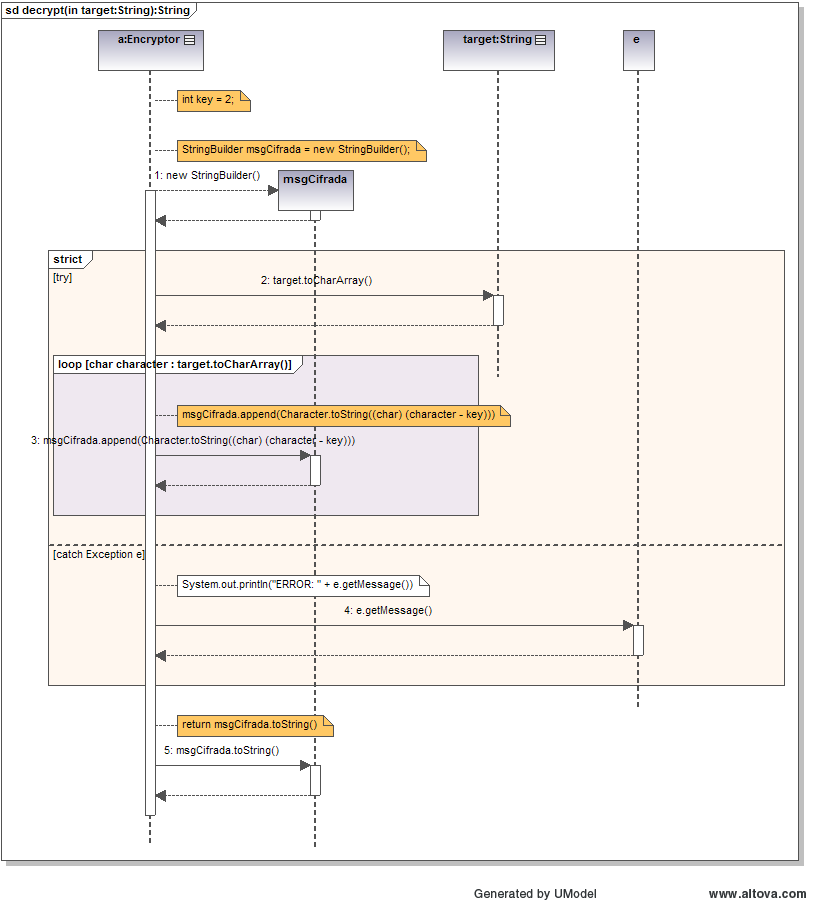 sd decrypt(in target:String):String
a:Encryptor
target:String
e
int key = 2;
StringBuilder msgCifrada = new StringBuilder();
1: new StringBuilder()
msgCifrada
strict
[try]
2: target.toCharArray()
loop [char character : target.toCharArray()]
msgCifrada.append(Character.toString((char) (character - key)))
3: msgCifrada.append(Character.toString((char) (character - key)))
[catch Exception e]
System.out.println("ERROR: " + e.getMessage())
4: e.getMessage()
return msgCifrada.toString()
5: msgCifrada.toString()
Generated by UModel
www.altova.com